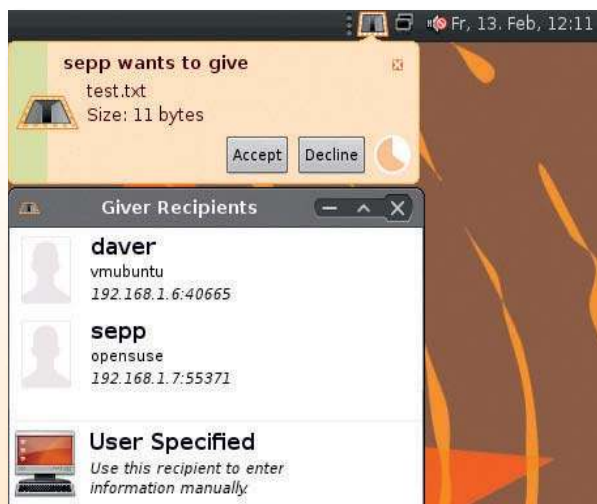 Fr, 13. Feb, 12:11
sepp wants to give
test.txt
Size: 11 bytes
Accept Decline
Giver Recipients
daver
vmubuntu
192.168.1.6:40665
sepp
opensuse
192.168.1.7:55371
User Specified
Use this recipient to enter
information manually.